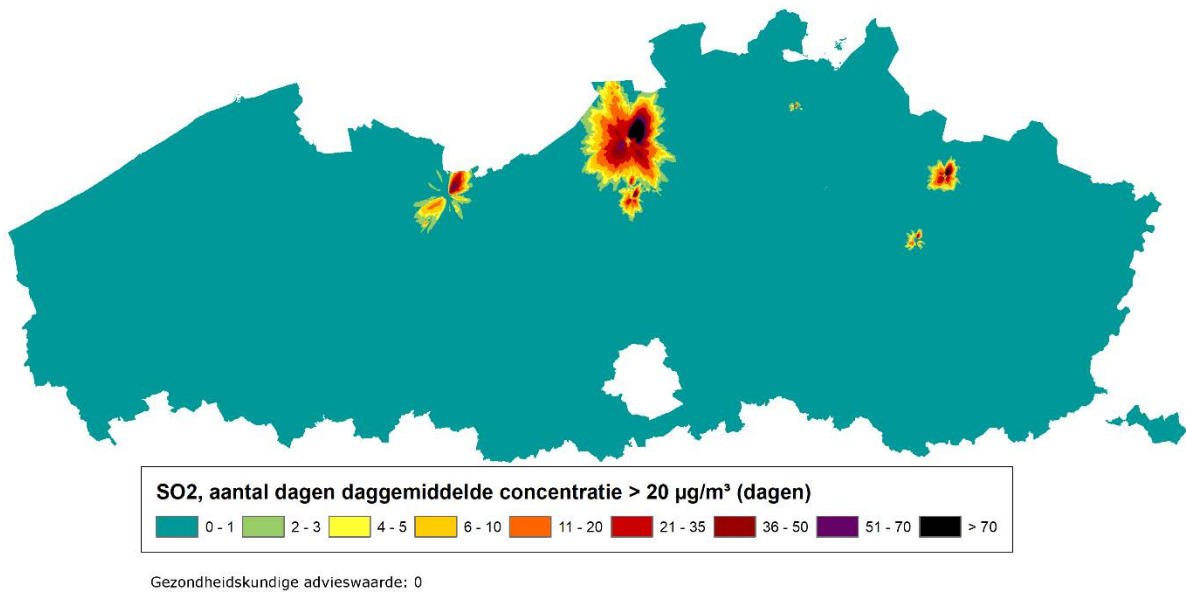 SO2, aantal dagen daggemiddelde concentratie > 20 µg/m³ (dagen)
0 - 1 2 - 3 4 - 5 6 - 10 11 - 20 21 - 35 36 - 50 51 - 70 > 70
Gezondheidskundige advieswaarde: 0